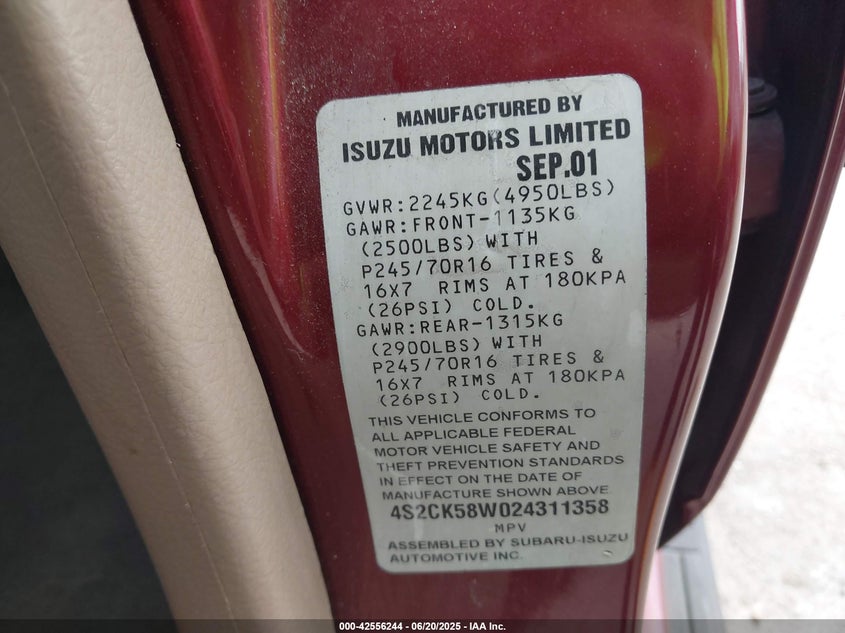 MANUFACTURED BY
ISUZU MOTORS LIMITED
SEP.01
GVWR:2245KG(4950LBS)
GAWR:FRONT-1135KG
(2500LBS) WITH
P245/70R16 TIRES &
16X7 RIMS AT 180KPA
(26PSI) COLD.
GAWR:REAR-1315KG
(2900LBS) WITH
P245/70R16 TIRES &
16X7 RIMS AT 180KPA
(26PSI) COLD.
THIS VEHICLE CONFORMS TO
ALL APPLICABLE FEDERAL
MOTOR VEHICLE SAFETY AND
THEFT PREVENTION STANDARDS
IN EFFECT ON THE DATE OF
MANUFACTURE SHOWN ABOVE
4S2CK58W024311358
MPV
ASSEMBLED BY SUBARU-ISUZU
AUTOMOTIVE INC.
000-42556244 | 06/20/2025 - IAA Inc.